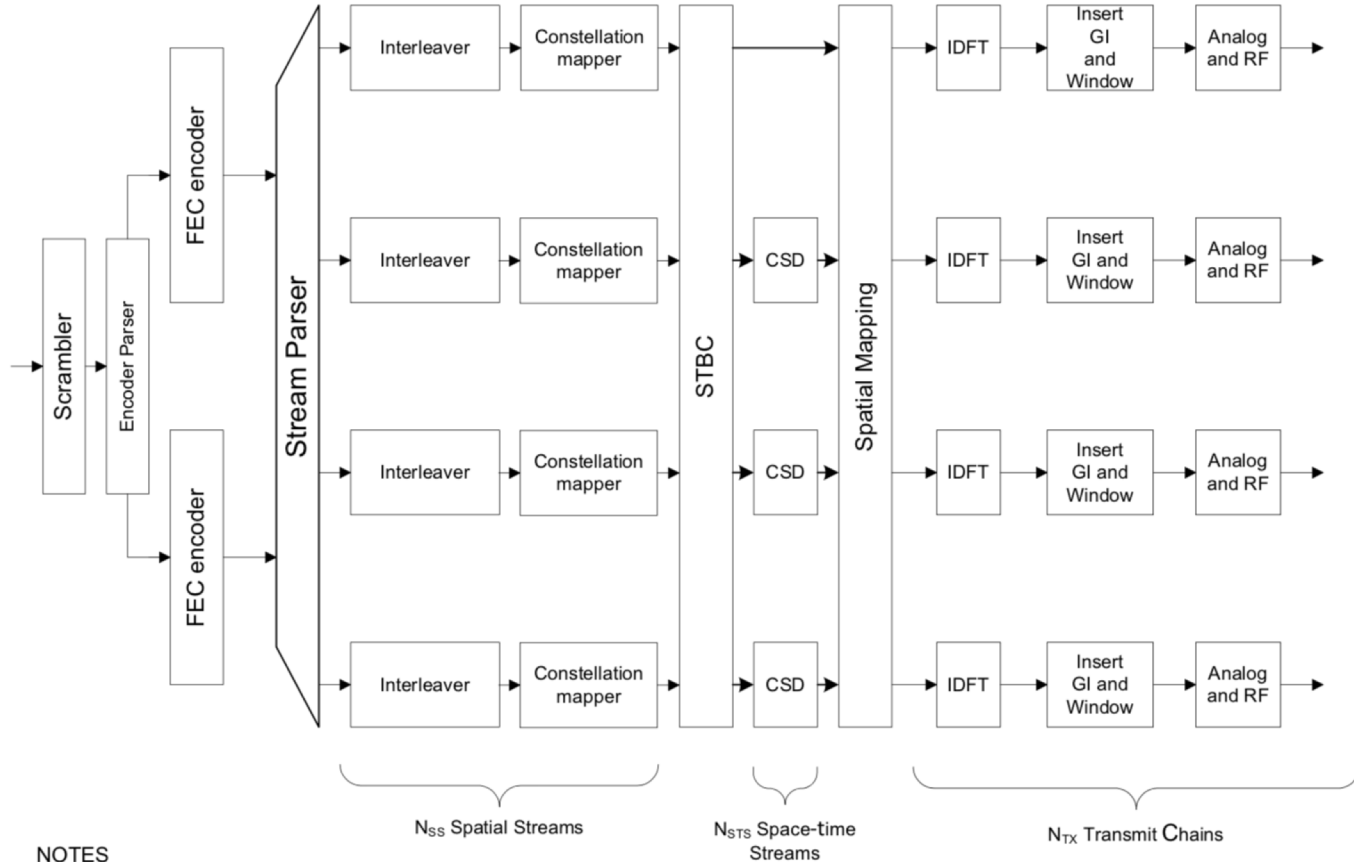 Scrambler
Encoder Parser
FEC encoder
FEC encoder
Stream Parser
Interleaver
Constellation
mapper
Interleaver
Constellation
mapper
Interleaver
Constellation
mapper
Interleaver
Constellation
mapper
STBC
CSD
CSD
CSD
Spatial Mapping
IDFT
Insert
GI
and
Window
Analog
and RF
IDFT
Insert
GI and
Window
Analog
and RF
IDFT
Insert
GI and
Window
Analog
and RF
IDFT
Insert
GI and
Window
Analog
and RF
NSS Spatial Streams
NSTS Space-time
Streams
NTX Transmit Chains
NOTES